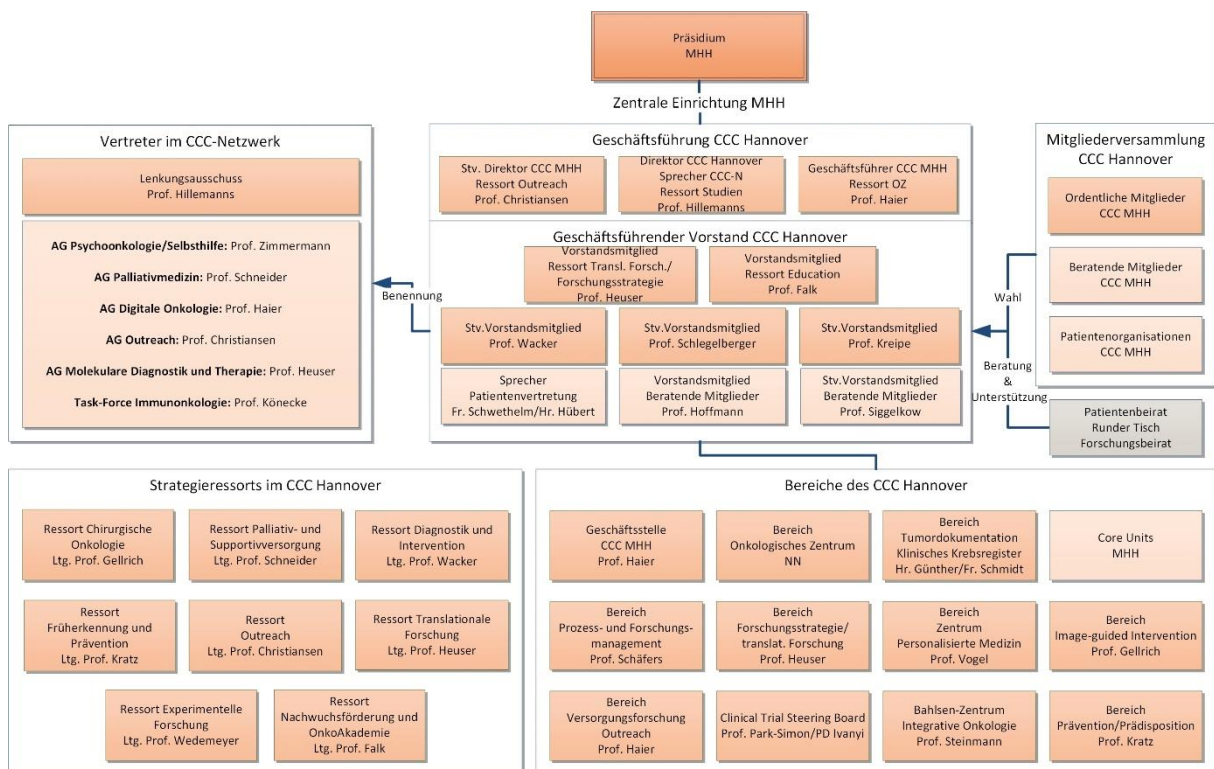 Präsidium
MHH
Zentrale Einrichtung MHH
Vertreter im CCC-Netzwerk
Lenkungsausschuss
Prof. Hillemanns
AG Psychoonkologie/Selbsthilfe: Prof. Zimmermann
AG Palliativmedizin: Prof. Schneider
AG Digitale Onkologie: Prof. Haier
AG Outreach: Prof. Christiansen
AG Molekulare Diagnostik und Therapie: Prof. Heuser
Task-Force Immunonkologie: Prof. Könecke
Benennung
Geschäftsführung CCC Hannover
Stv. Direktor CCC MHH
Ressort Outreach
Prof. Christiansen
Direktor CCC Hannover
Sprecher CCC-N
Ressort Studien
Prof. Hillemanns
Geschäftsführer CCC MHH
Ressort OZ
Prof. Haier
Geschäftsführender Vorstand CCC Hannover
Vorstandsmitglied
Ressort Transl. Forsch./
Forschungsstrategie
Prof. Heuser
Vorstandsmitglied
Ressort Education
Prof. Falk
Stv.Vorstandsmitglied
Prof. Wacker
Stv.Vorstandsmitglied
Prof. Schlegelberger
Stv.Vorstandsmitglied
Prof. Kreipe
Sprecher
Patientenvertretung
Fr. Schwethelm/Hr. Hübert
Vorstandsmitglied
Beratende Mitglieder
Prof. Hoffmann
Stv.Vorstandsmitglied
Beratende Mitglieder
Prof. Siggelkow
Wahl
Beratung
&
Unterstützung
Mitgliederversammlung
CCC Hannover
Ordentliche Mitglieder
CCC MHH
Beratende Mitglieder
CCC MHH
Patientenorganisationen
CCC MHH
Patientenbeirat
Runder Tisch
Forschungsbeirat
Strategieressorts im CCC Hannover
Ressort Chirurgische
Onkologie
Ltg. Prof. Gellrich
Ressort Palliativ- und
Supportivversorgung
Ltg. Prof. Schneider
Ressort Diagnostik und
Intervention
Ltg. Prof. Wacker
Ressort
Früherkennung und
Prävention
Ltg. Prof. Kratz
Ressort
Outreach
Ltg. Prof. Christiansen
Ressort Translationale
Forschung
Ltg. Prof. Heuser
Ressort Experimentelle
Forschung
Ltg. Prof. Wedemeyer
Ressort
Nachwuchsförderung und
OnkoAkademie
Ltg. Prof. Falk
Bereiche des CCC Hannover
Geschäftsstelle
CCC MHH
Prof. Haier
Bereich
Onkologisches Zentrum
NN
Bereich
Tumordokumentation
Klinisches Krebsregister
Hr. Günther/Fr. Schmidt
Core Units
MHH
Bereich
Prozess- und Forschungs-
management
Prof. Schäfers
Bereich
Forschungsstrategie/
translat. Forschung
Prof. Heuser
Bereich
Zentrum
Personalisierte Medizin
Prof. Vogel
Bereich
Image-guided Intervention
Prof. Gellrich
Bereich
Versorgungsforschung
Outreach
Prof. Haier
Clinical Trial Steering Board
Prof. Park-Simon/PD Ivanyi
Bahlsen-Zentrum
Integrative Onkologie
Prof. Steinmann
Bereich
Prävention/Prädisposition
Prof. Kratz